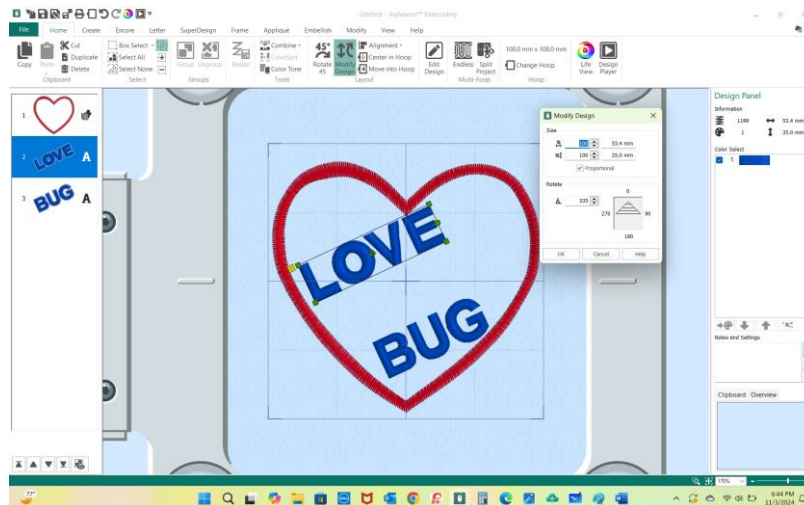 Untitled - mySewnet™ Embroidery
File Home Create Encore Letter SuperDesign Frame Appliqué Embellish Modify View Help
Copy
Paste
Cut
Duplicate
Delete
Clipboard
Box Select
Select All
Select None
Select
Group
Ungroup
Groups
Resize
Combine
ColorSort
Color Tone
Tools
Rotate 45
Modify Design
Alignment
Center in Hoop
Move into Hoop
Layout
Edit Design
Endless
Split Project
Multi-hoop
100.0 mm x 100.0 mm
Change Hoop
Hoop
Life View
Design Player
1
2 LOVE A
3 BUG A
LOVE
BUG
Modify Design
Size
100 53.4 mm
100 35.0 mm
Proportional
Rotate
335
0
270 90
180
OK Cancel Help
Design Panel
Information
1199 53.4 mm
1 35.0 mm
Color Select
1
Notes and Settings
Clipboard Overview
170%
77°
6:44 PM
11/3/2024